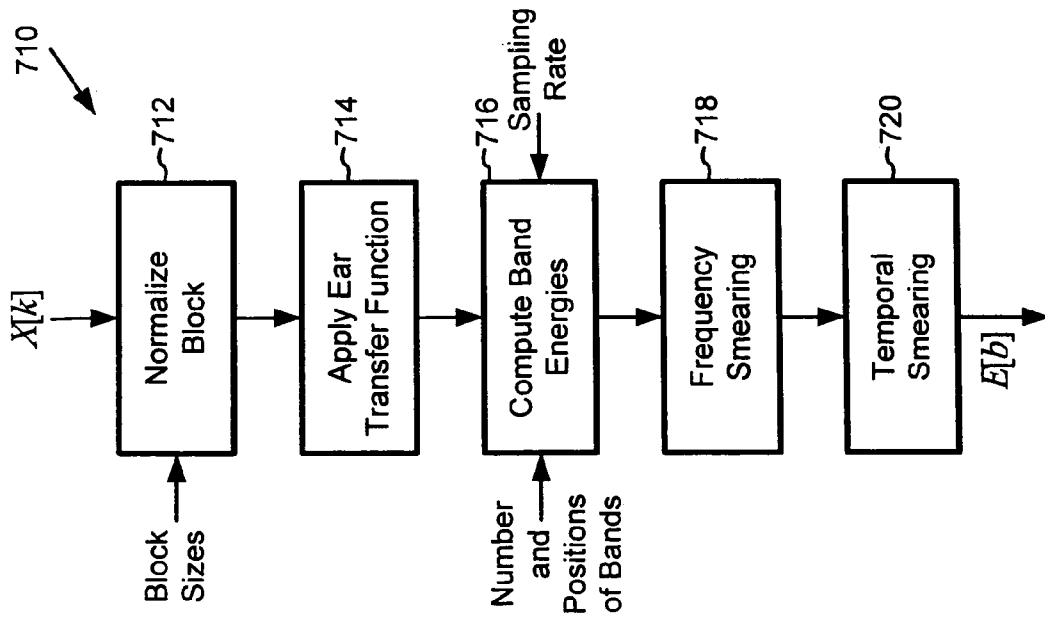 710
X[k]
712
Normalize
Block
Block
Sizes
714
Apply Ear
Transfer Function
716
Sampling
Rate
Compute Band
Energies
Number
and
Positions
of Bands
718
Frequency
Smearing
720
Temporal
Smearing
E[b]